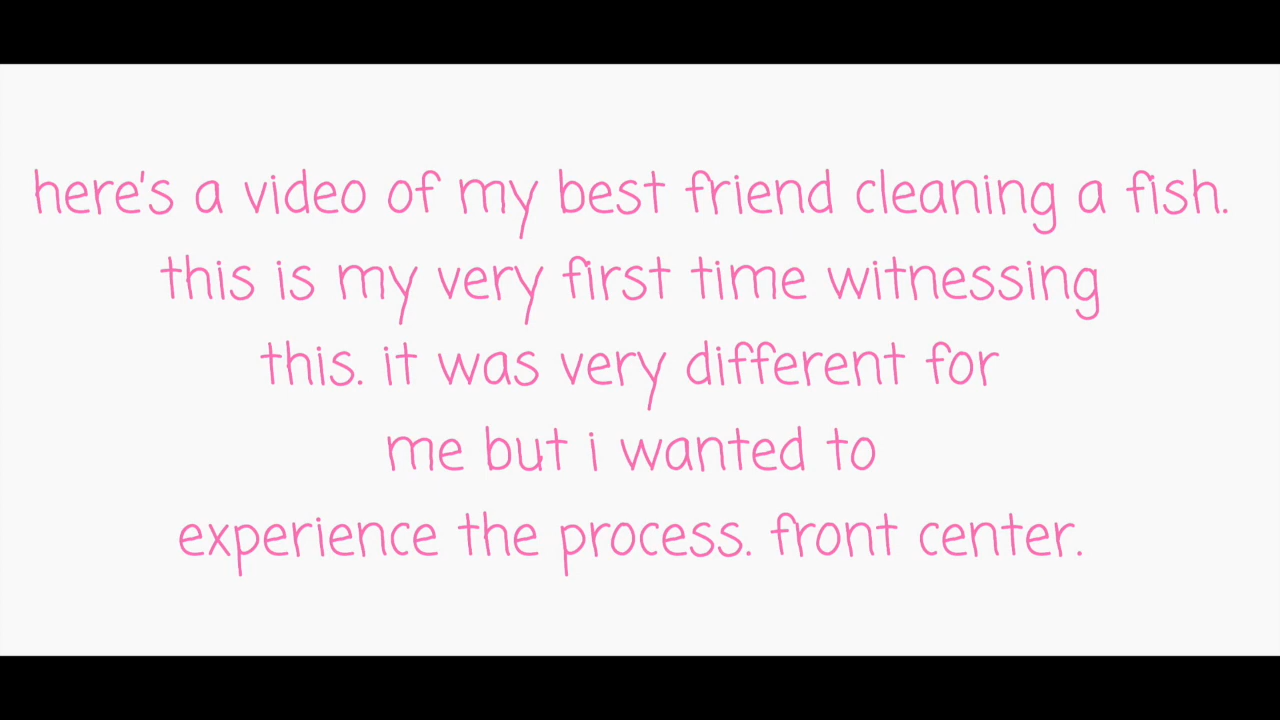 here's a video of my best friend cleaning a fish.
this is my very first time witnessing
this. it was very different for
me but i wanted to
experience the process. front center.